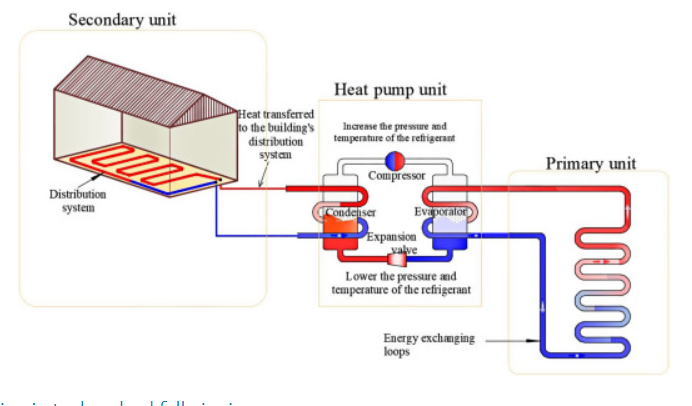 Secondary unit
Heat pump unit
Primary unit
Heat transferred
to the building's
distribution
system
Distribution
system
Increase the pressure and
temperature of the refrigerant
Compressor
Condenser
Evaporator
Expansion
valve
Lower the pressure and
temperature of the refrigerant
Energy exchanging
loops